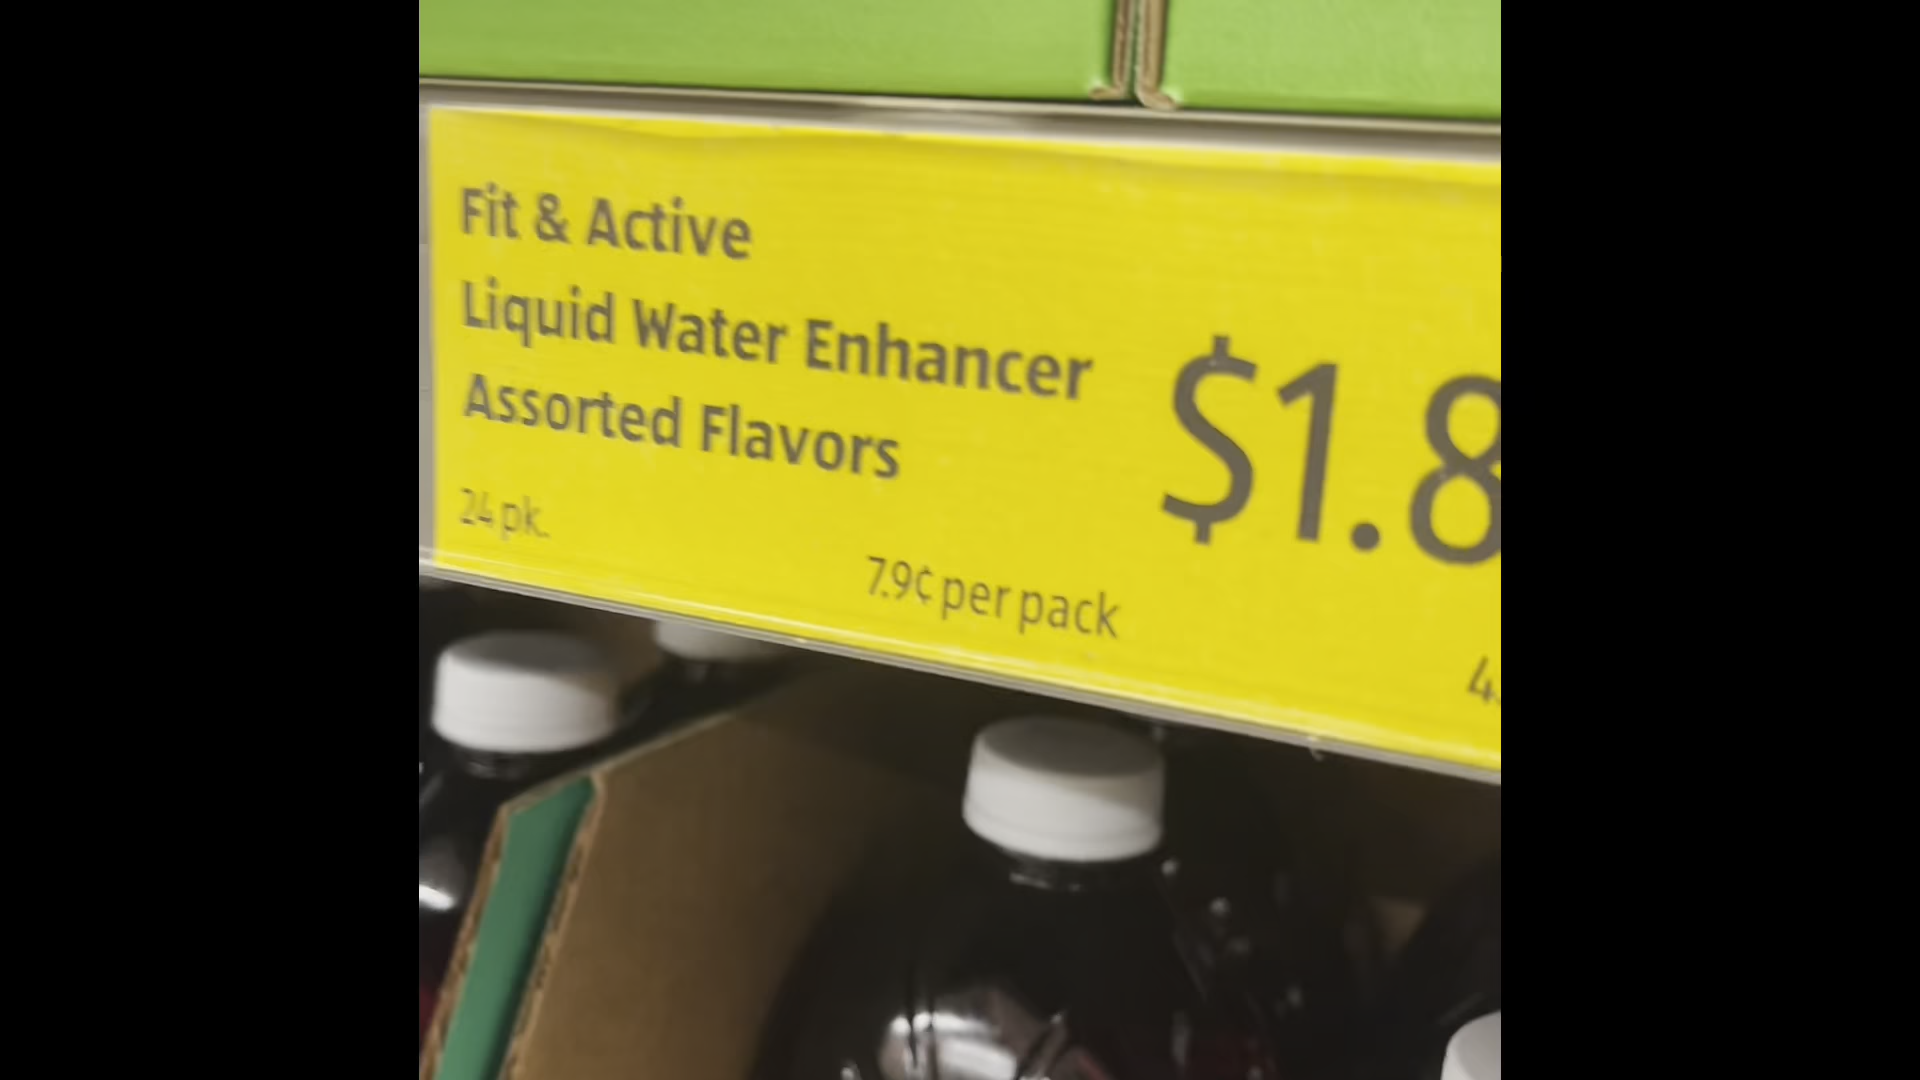 Fit & Active
Liquid Water Enhancer
Assorted Flavors
$1.8
24 pk.
7.9¢ per pack